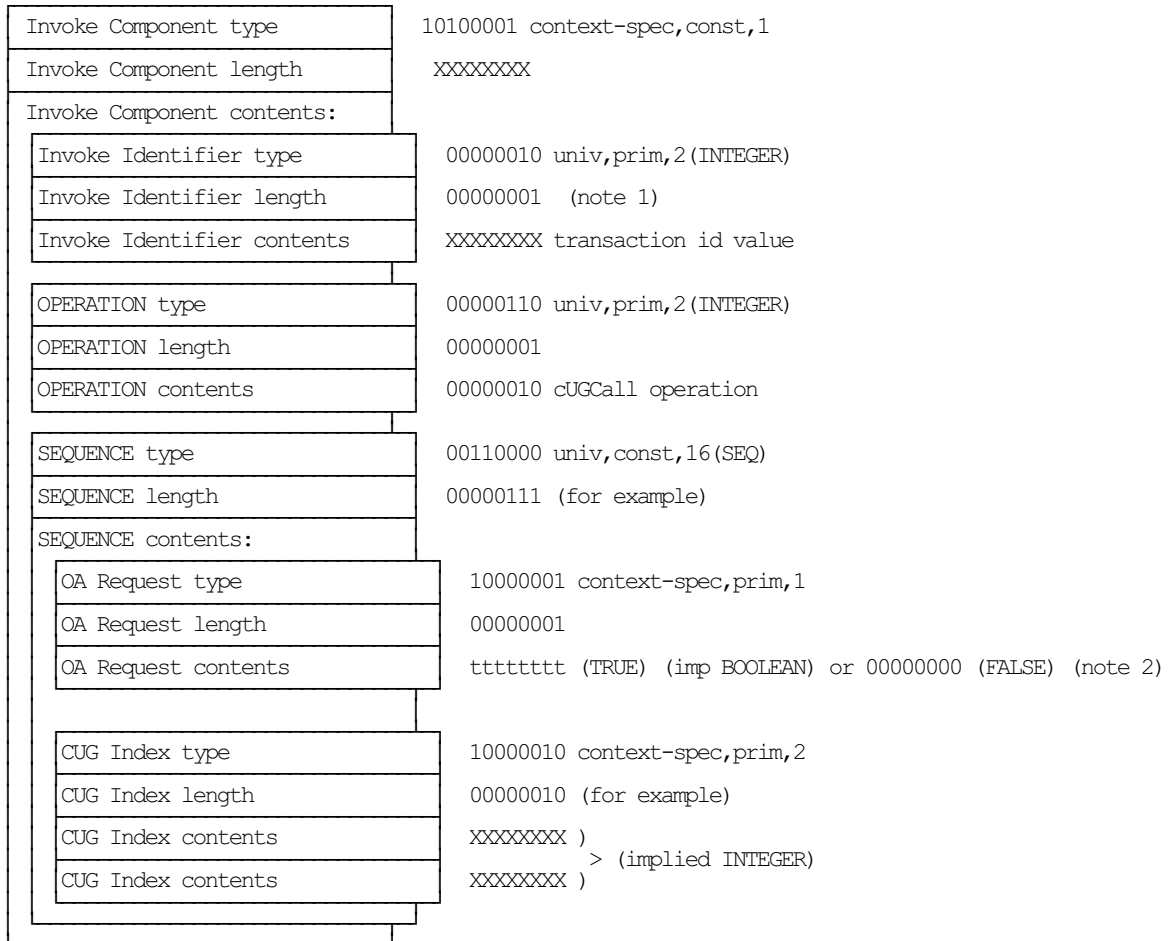 Invoke Component type 10100001 context-spec,const,1
Invoke Component length XXXXXXXX
Invoke Component contents:
Invoke Identifier type 00000010 univ,prim,2(INTEGER)
Invoke Identifier length 00000001 (note 1)
Invoke Identifier contents XXXXXXXX transaction id value
OPERATION type 00000110 univ,prim,2(INTEGER)
OPERATION length 00000001
OPERATION contents 00000010 cUGCall operation
SEQUENCE type 00110000 univ,const,16(SEQ)
SEQUENCE length 00000111 (for example)
SEQUENCE contents:
OA Request type 10000001 context-spec,prim,1
OA Request length 00000001
OA Request contents tttttttt (TRUE) (imp BOOLEAN) or 00000000 (FALSE) (note 2)
CUG Index type 10000010 context-spec,prim,2
CUG Index length 00000010 (for example)
CUG Index contents XXXXXXXX )
> (implied INTEGER)
CUG Index contents XXXXXXXX )